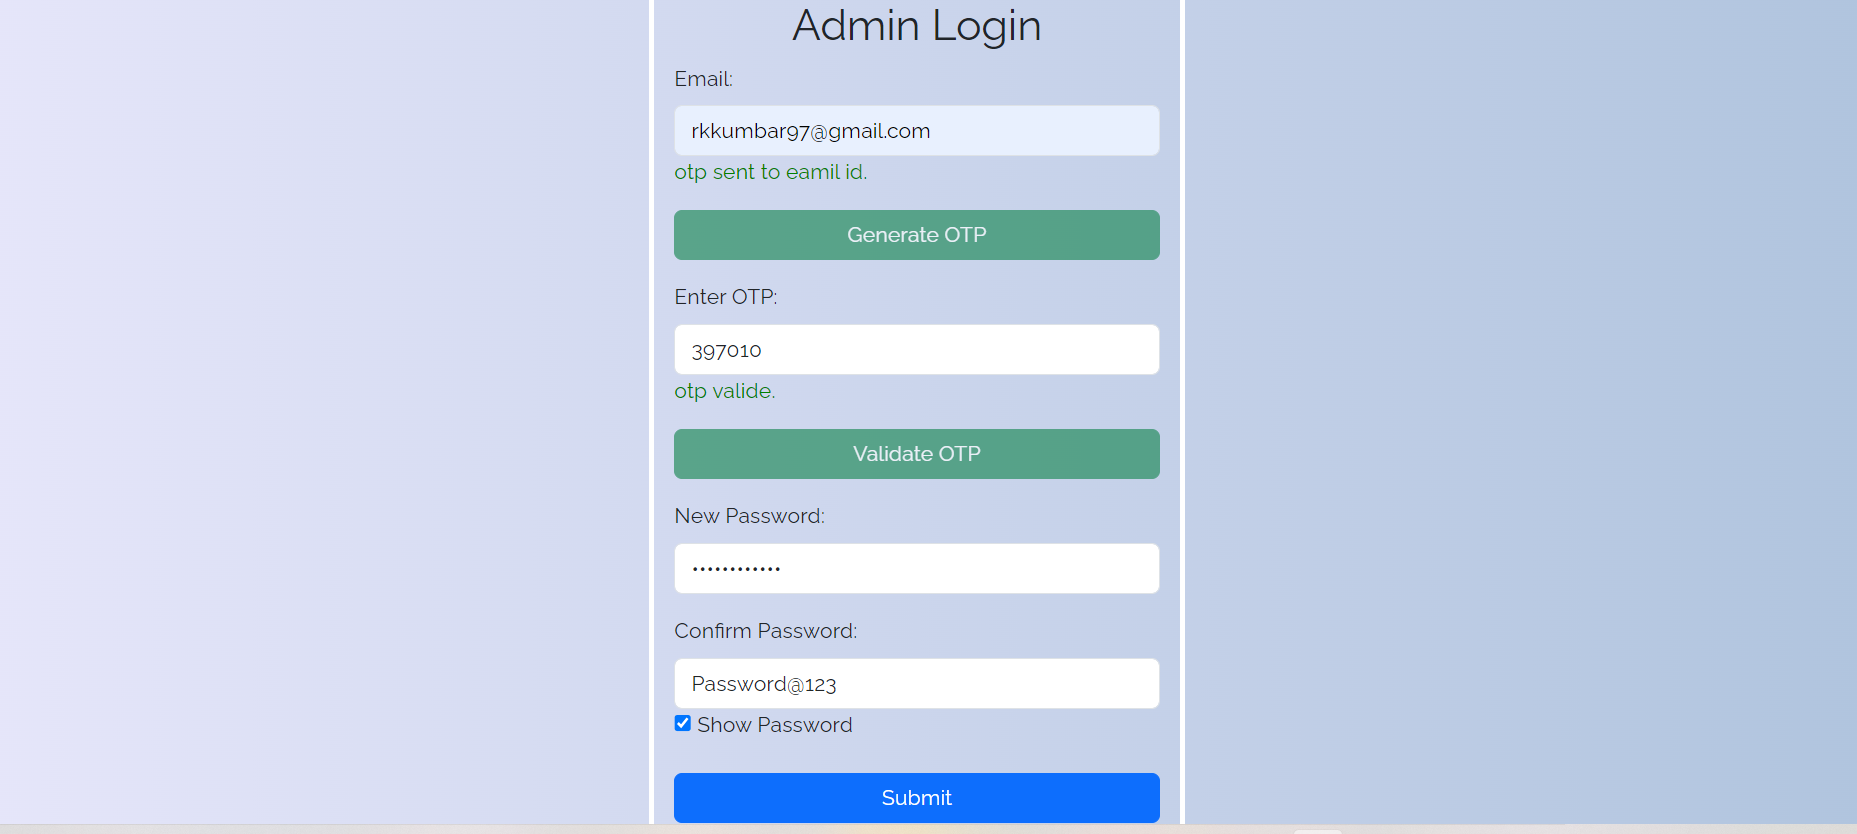 Admin Login
Email:
rkkumbar97@gmail.com
otp sent to eamil id.
Generate OTP
Enter OTP:
397010
otp valide.
Validate OTP
New Password:
••••••••••••
Confirm Password:
Password@123
Show Password
Submit